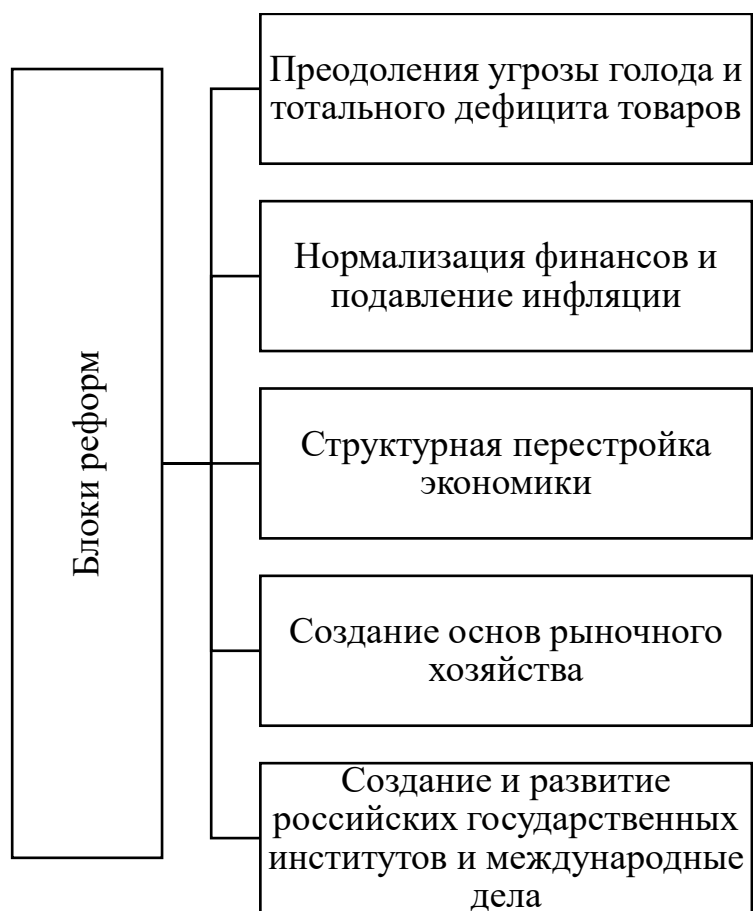 Блоки реформ
Преодоления угрозы голода и
тотального дефицита товаров
Нормализация финансов и
подавление инфляции
Структурная перестройка
экономики
Создание основ рыночного
хозяйства
Создание и развитие
российских государственных
институтов и международные
дела